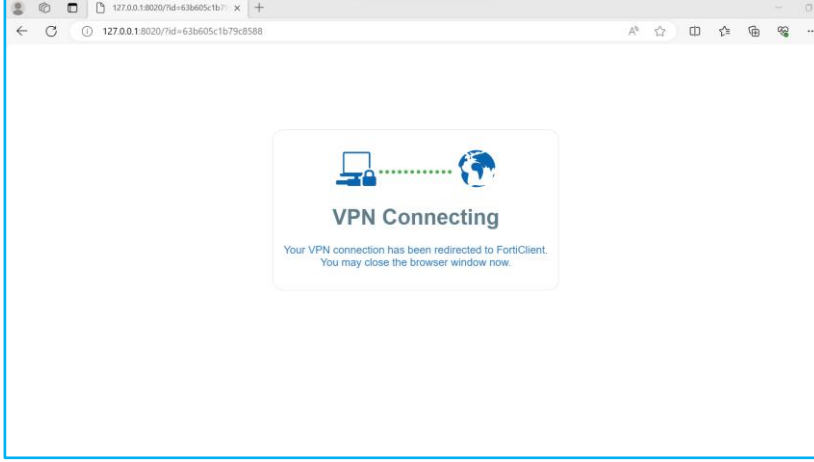 127.0.0.1:8020/?id=63b605c1b7
127.0.0.1:8020/?id=63b605c1b79c8588
VPN Connecting
Your VPN connection has been redirected to FortiClient.
You may close the browser window now.